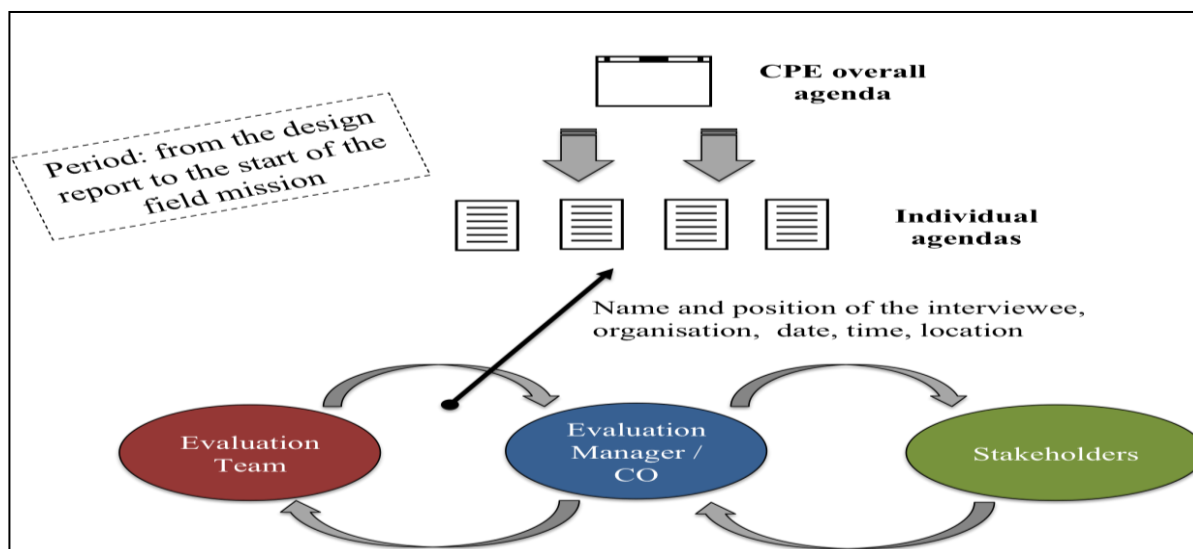 CPE overall
agenda
Period: from the design
report to the start of the
field mission
Individual
agendas
Name and position of the interviewee,
organisation, date, time, location
Evaluation
Team
Evaluation
Manager /
CO
Stakeholders